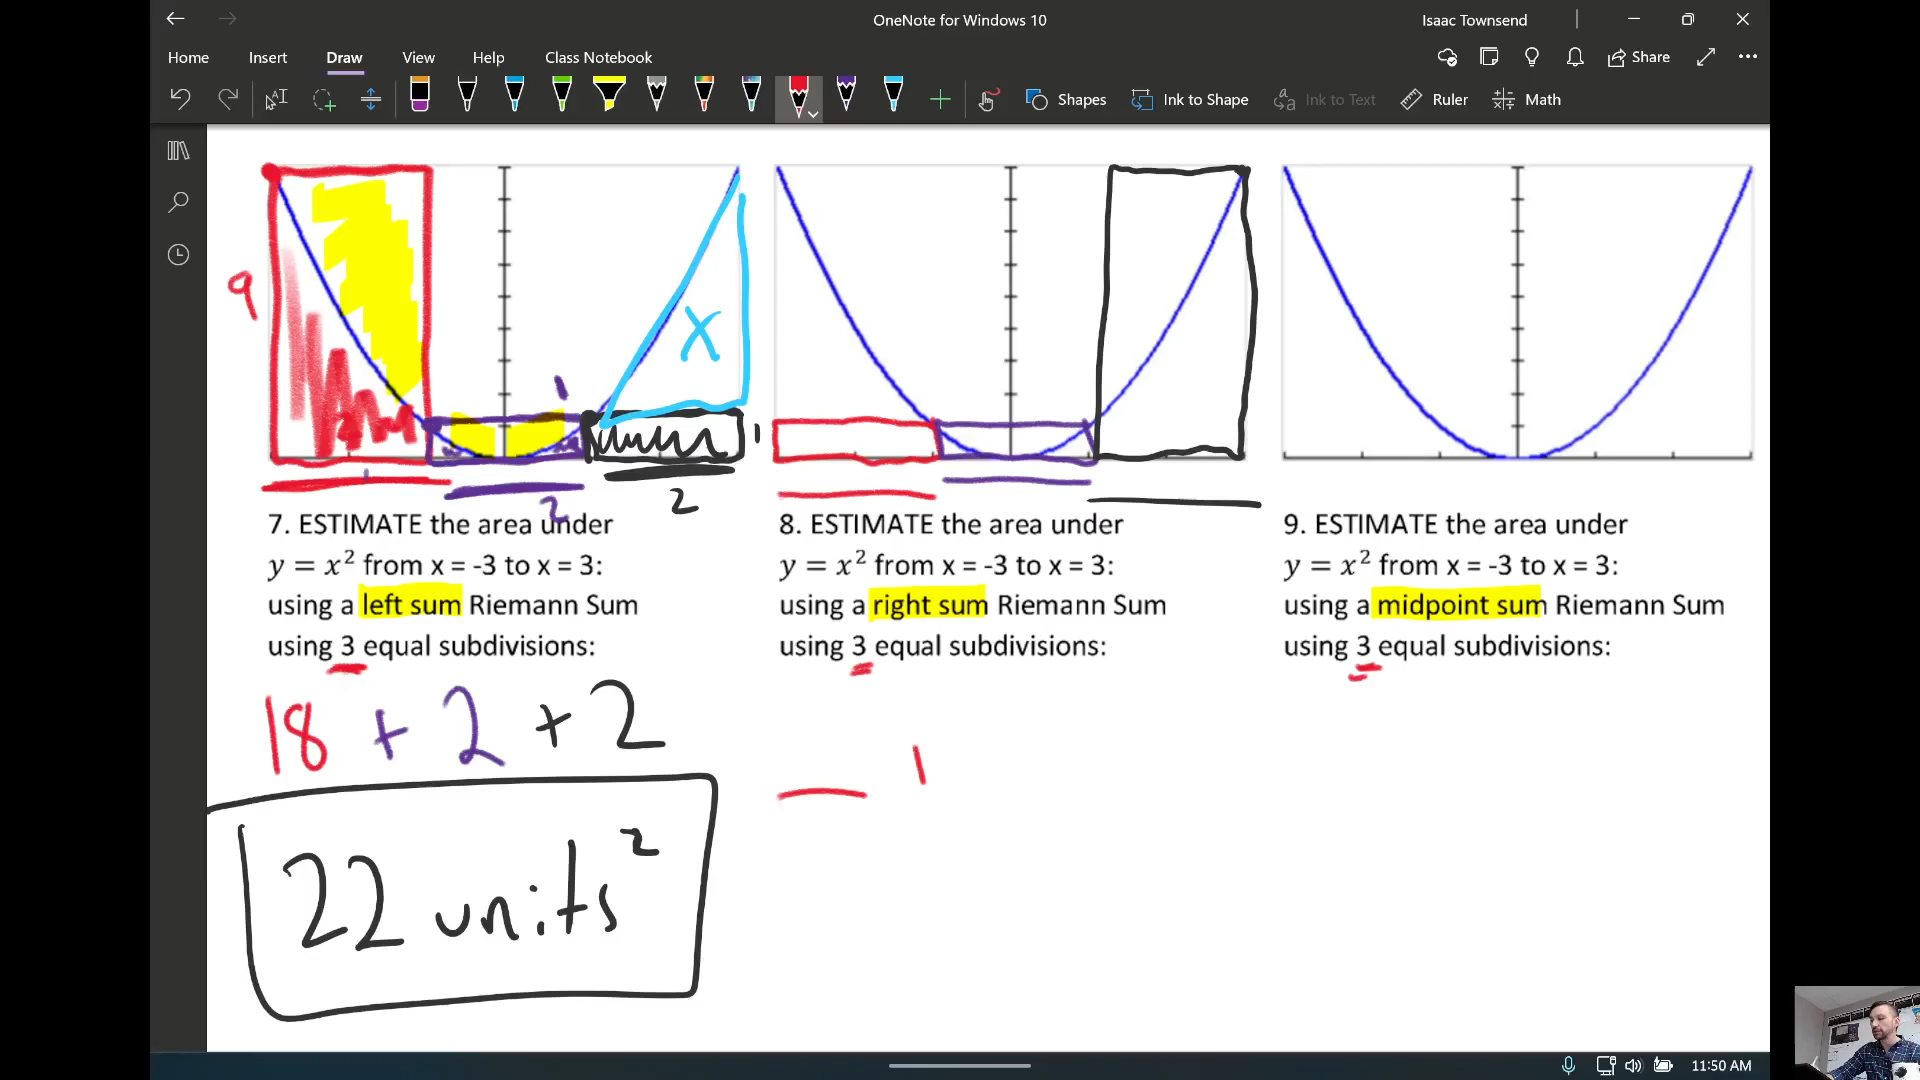 OneNote for Windows 10
Isaac Townsend
Home Insert Draw View Help Class Notebook
Share
Shapes Ink to Shape Ink to Text Ruler Math
9
1
1
2
2
7. ESTIMATE the area under
y = x² from x = -3 to x = 3:
using a left sum Riemann Sum
using 3 equal subdivisions:
18 + 2 + 2
22 units²
X
8. ESTIMATE the area under
y = x² from x = -3 to x = 3:
using a right sum Riemann Sum
using 3 equal subdivisions:
1
9. ESTIMATE the area under
y = x² from x = -3 to x = 3:
using a midpoint sum Riemann Sum
using 3 equal subdivisions:
11:50 AM